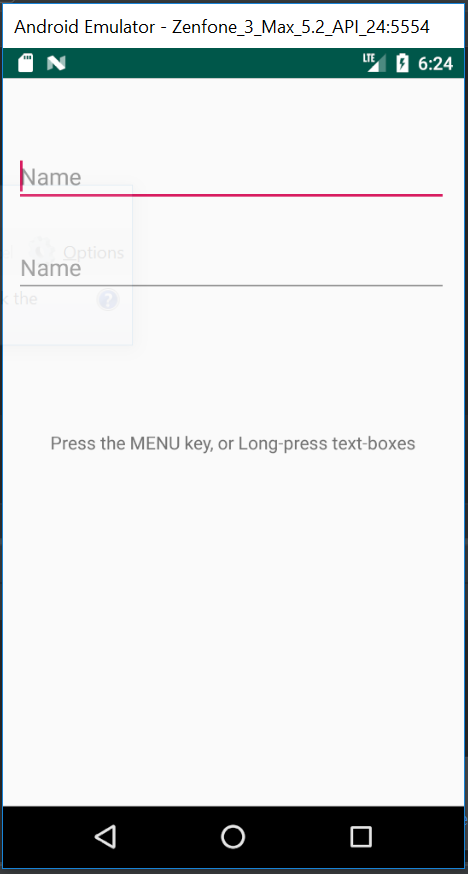 Android Emulator - Zenfone_3_Max_5.2_API_24:5554
LTE 6:24
Name
Options
Name
k the ?
Press the MENU key, or Long-press text-boxes